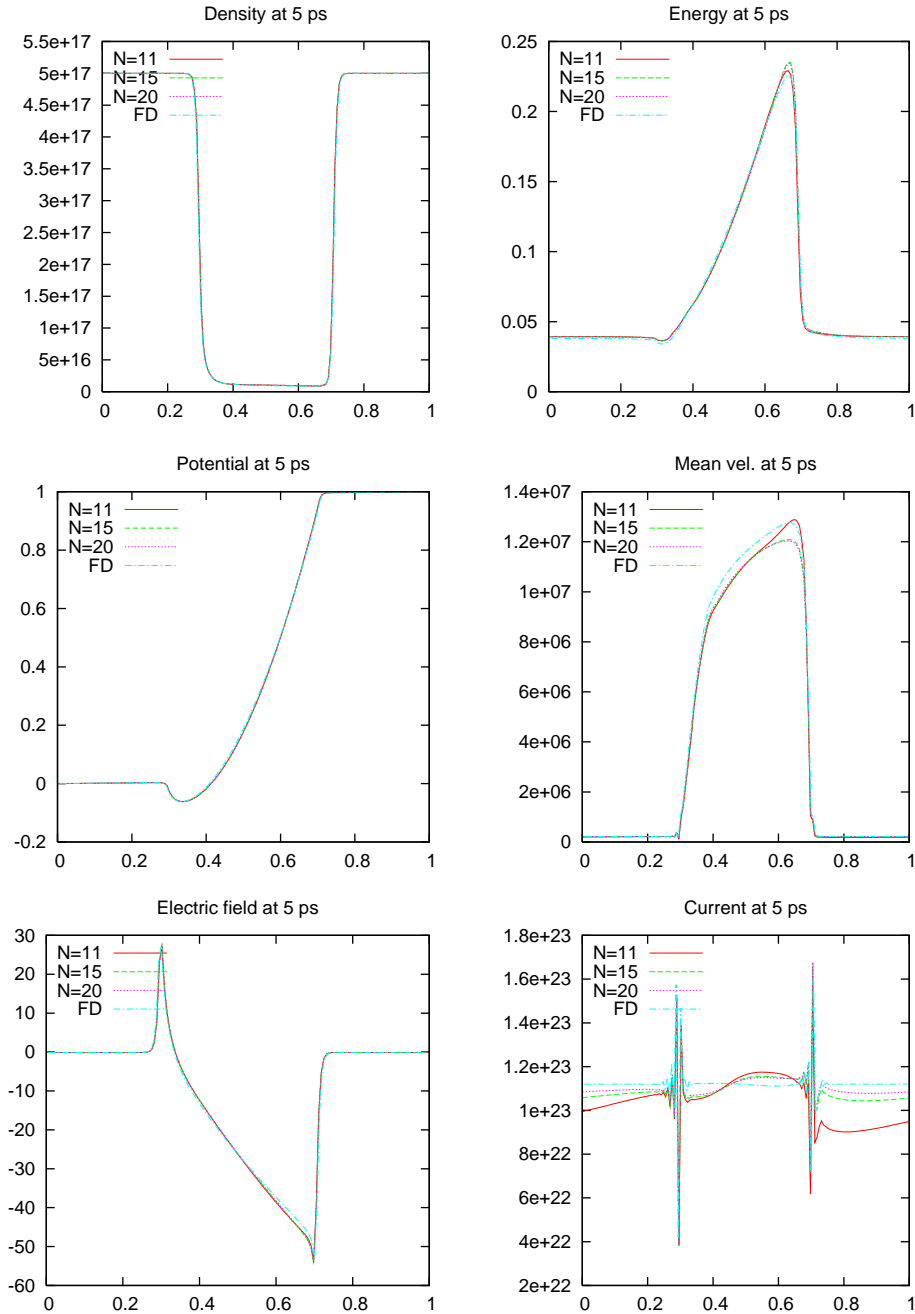 Density at 5 ps
5.5e+17
5e+17
4.5e+17
4e+17
3.5e+17
3e+17
2.5e+17
2e+17
1.5e+17
1e+17
5e+16
0
0 0.2 0.4 0.6 0.8 1
N=11
N=15
N=20
FD
Energy at 5 ps
0.25
0.2
0.15
0.1
0.05
0
0 0.2 0.4 0.6 0.8 1
N=11
N=15
N=20
FD
Potential at 5 ps
1
0.8
0.6
0.4
0.2
0
-0.2
0 0.2 0.4 0.6 0.8 1
N=11
N=15
N=20
FD
Mean vel. at 5 ps
1.4e+07
1.2e+07
1e+07
8e+06
6e+06
4e+06
2e+06
0
0 0.2 0.4 0.6 0.8 1
N=11
N=15
N=20
FD
Electric field at 5 ps
30
20
10
0
-10
-20
-30
-40
-50
-60
0 0.2 0.4 0.6 0.8 1
N=11
N=15
N=20
FD
Current at 5 ps
1.8e+23
1.6e+23
1.4e+23
1.2e+23
1e+23
8e+22
6e+22
4e+22
2e+22
0 0.2 0.4 0.6 0.8 1
N=11
N=15
N=20
FD